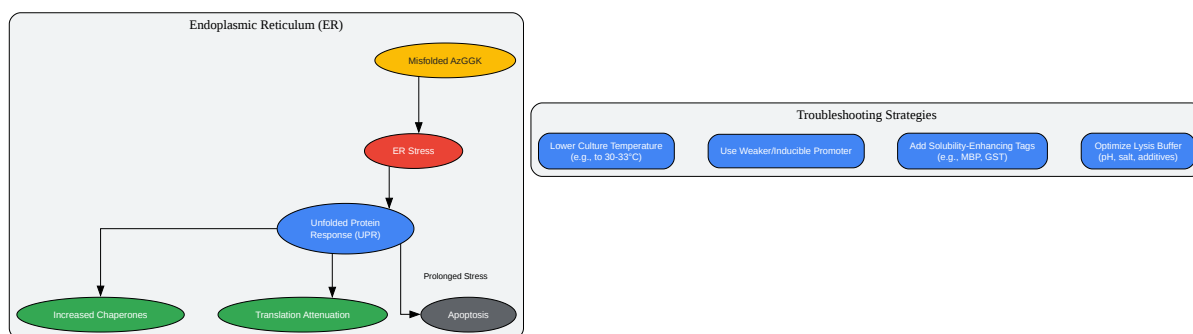 Endoplasmic Reticulum (ER)
Misfolded AzGGK
ER Stress
Unfolded Protein
Response (UPR)
Prolonged Stress
Increased Chaperones
Translation Attenuation
Apoptosis
Troubleshooting Strategies
Lower Culture Temperature
(e.g., to 30-33°C)
Use Weaker/Inducible Promoter
Add Solubility-Enhancing Tags
(e.g., MBP, GST)
Optimize Lysis Buffer
(pH, salt, additives)